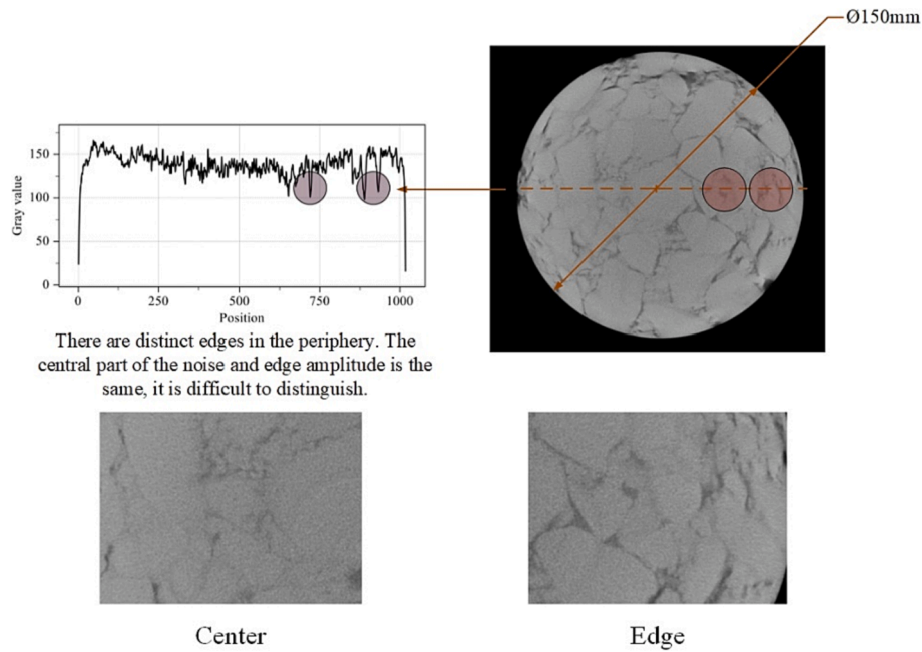 Ø150mm
150
100
50
0
Gray value
0 250 500 750 1000
Position
There are distinct edges in the periphery. The
central part of the noise and edge amplitude is the
same, it is difficult to distinguish.
Center
Edge